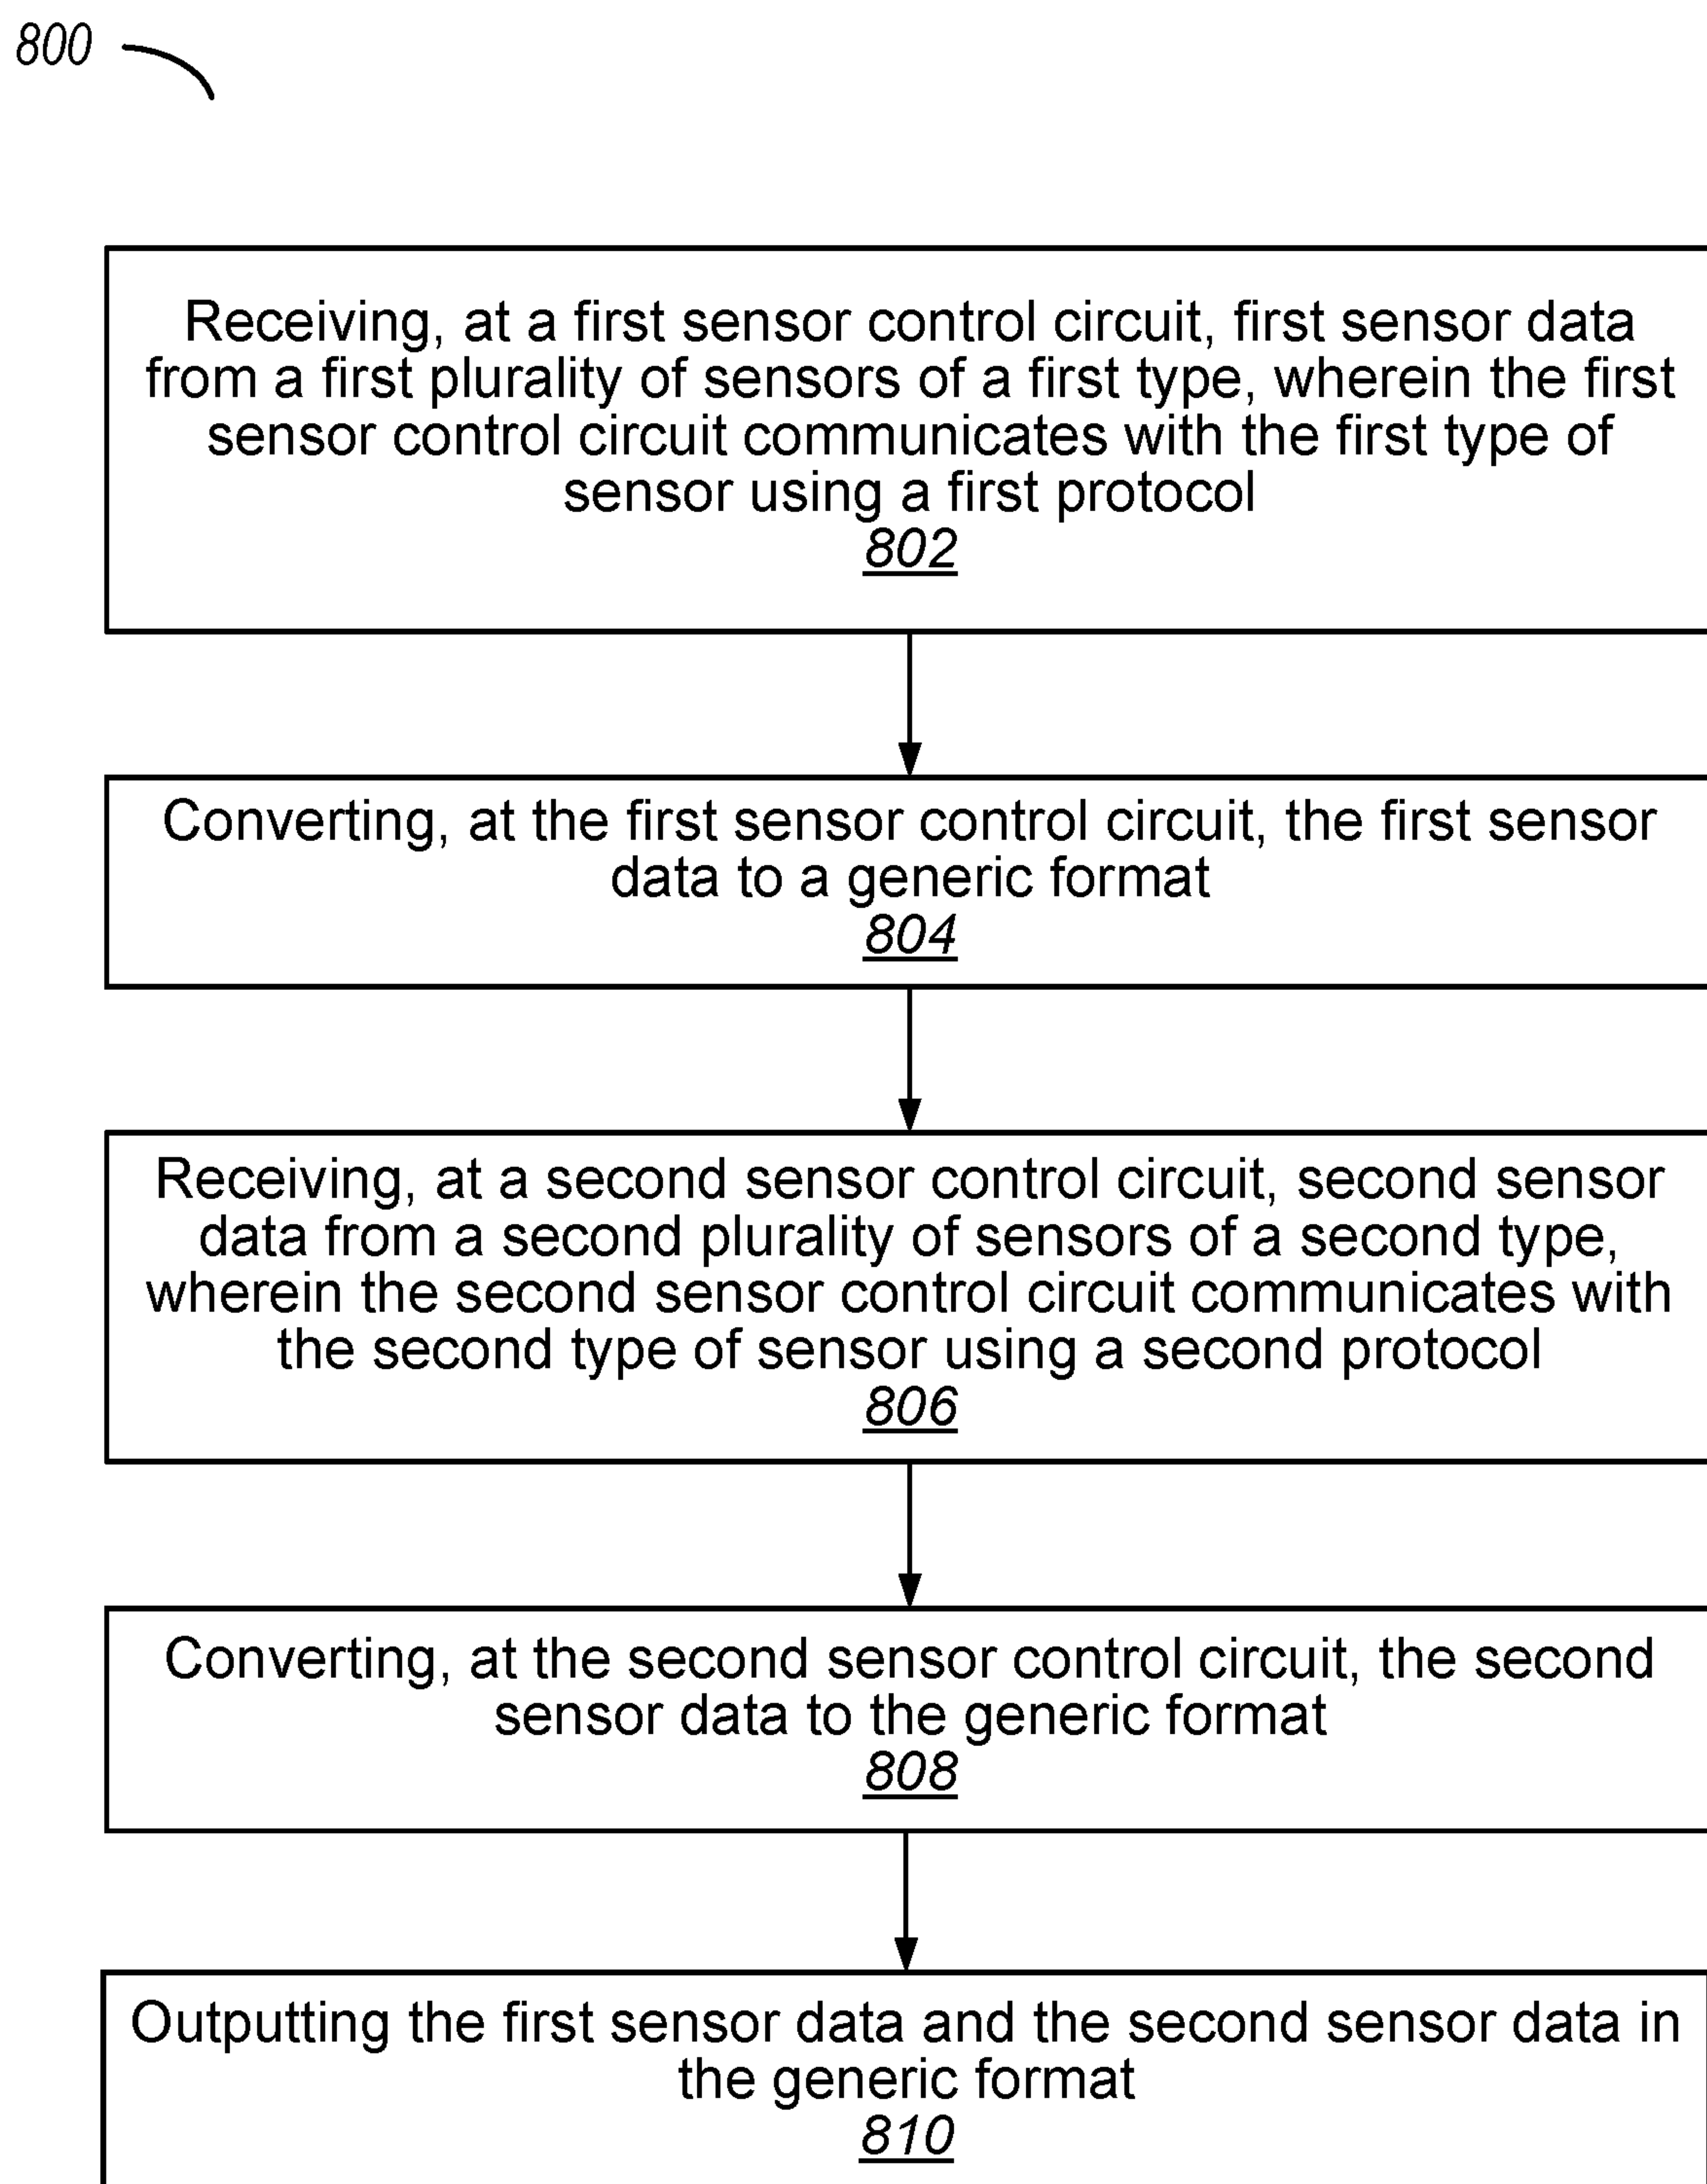 800
Receiving, at a first sensor control circuit, first sensor data
from a first plurality of sensors of a first type, wherein the first
sensor control circuit communicates with the first type of
sensor using a first protocol
802
Converting, at the first sensor control circuit, the first sensor
data to a generic format
804
Receiving, at a second sensor control circuit, second sensor
data from a second plurality of sensors of a second type,
wherein the second sensor control circuit communicates with
the second type of sensor using a second protocol
806
Converting, at the second sensor control circuit, the second
sensor data to the generic format
808
Outputting the first sensor data and the second sensor data in
the generic format
810